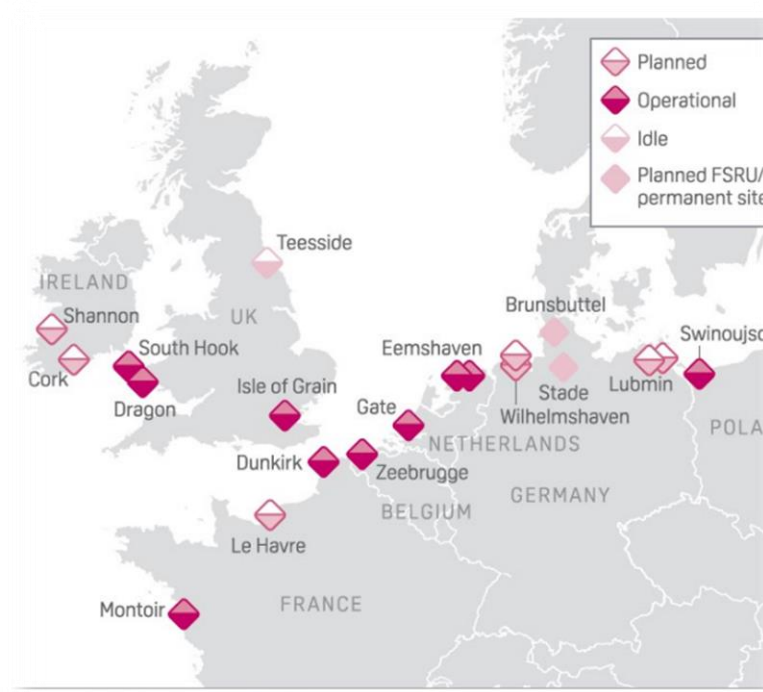 Planned
Operational
Idle
Planned FSRU/
permanent site
Teesside
IRELAND
Shannon
UK
Brunsbuttel
South Hook
Eemshaven
Swinoujsc
Cork
Isle of Grain
Lubmin
Dragon
Stade
Gate
Wilhelmshaven
NETHERLANDS
POLA
Dunkirk
Zeebrugge
GERMANY
BELGIUM
Le Havre
FRANCE
Montoir